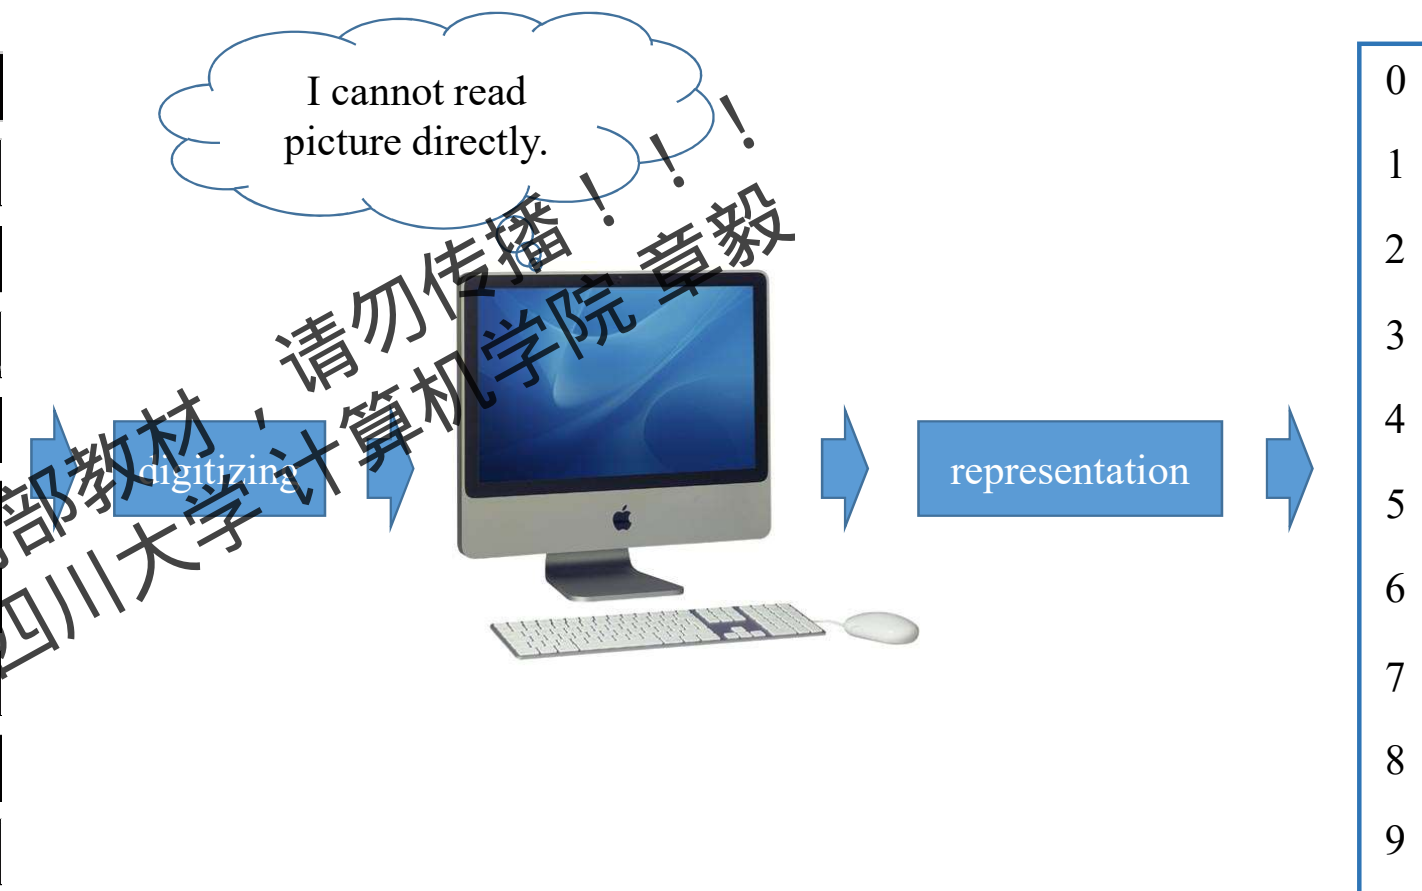 I cannot read
picture directly.
部教材，请勿传播！！！
四川大学 计算机学院 章毅
digitizing
representation
0
1
2
3
4
5
6
7
8
9